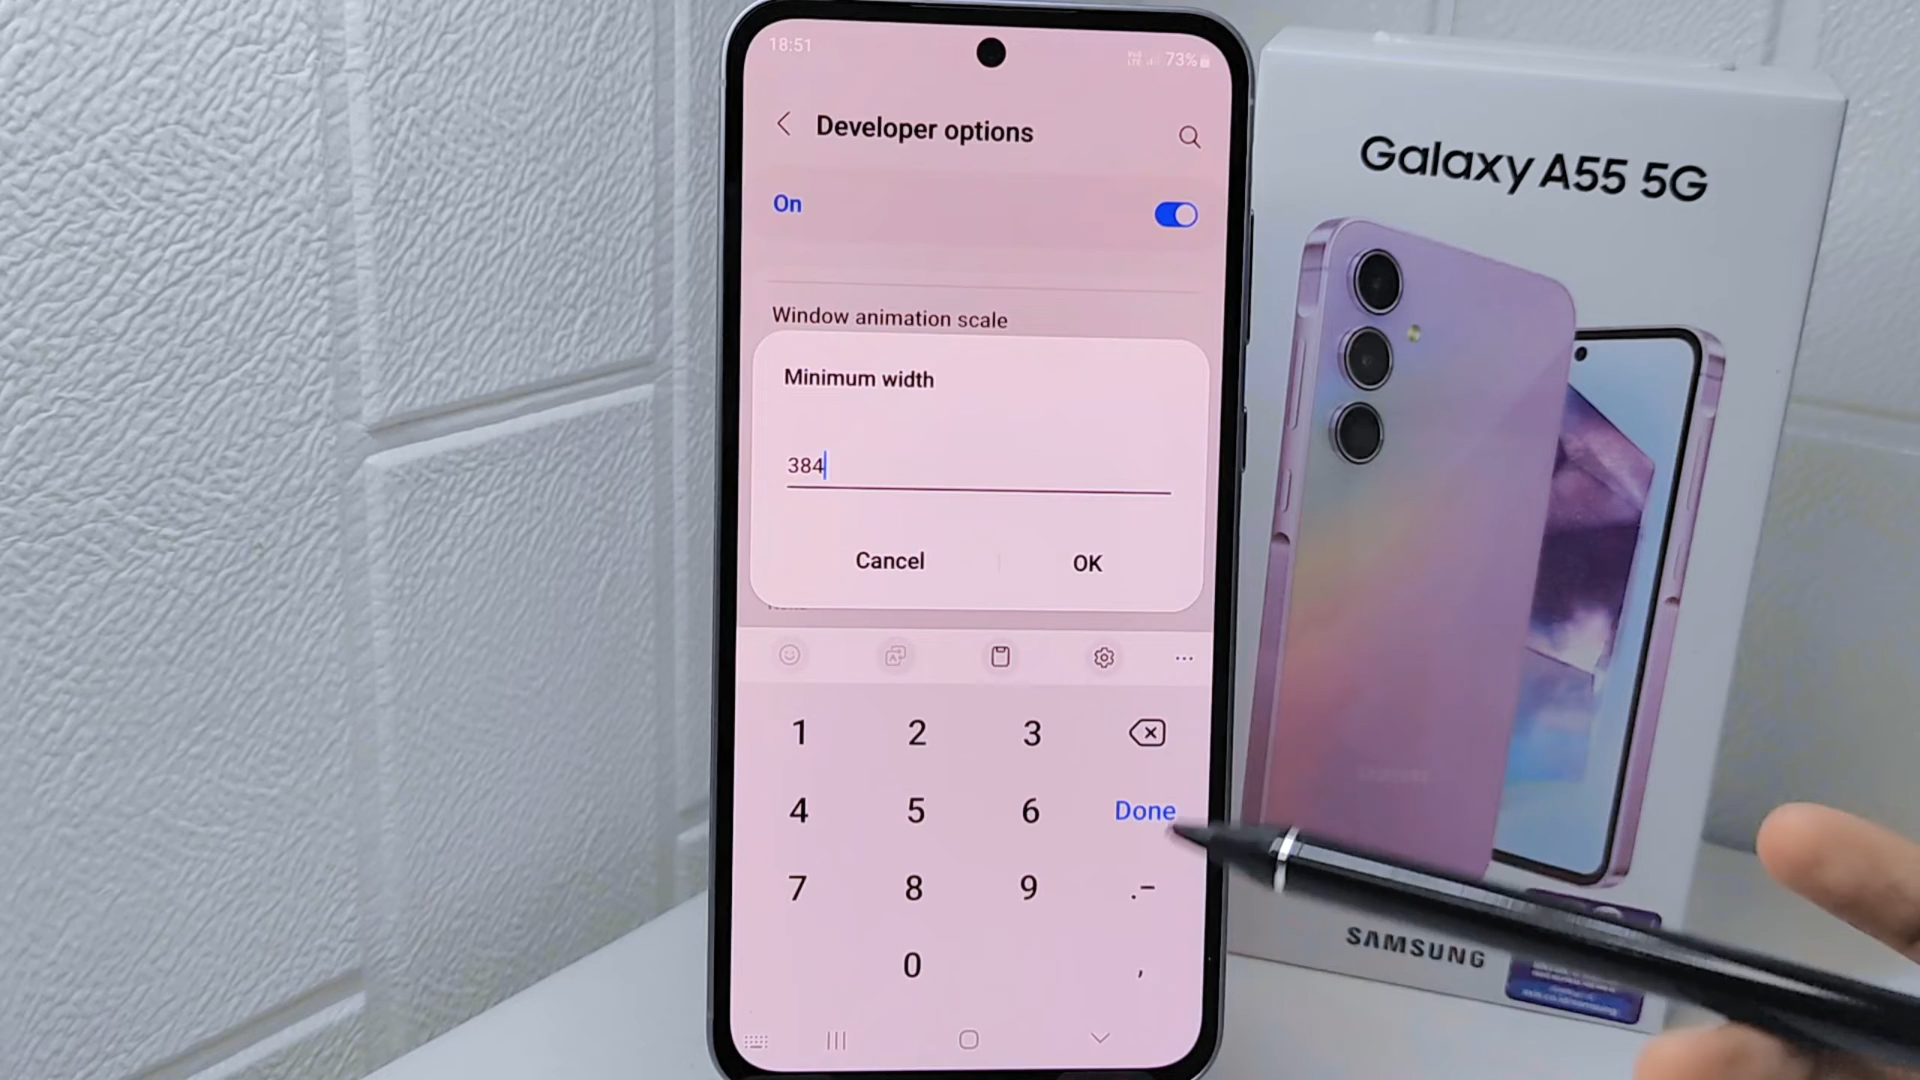 18:51
73%
Developer options
On
Window animation scale
Minimum width
384
Cancel
OK
1 2 3
4 5 6 Done
7 8 9 .-
0 ,
Galaxy A55 5G
SAMSUNG